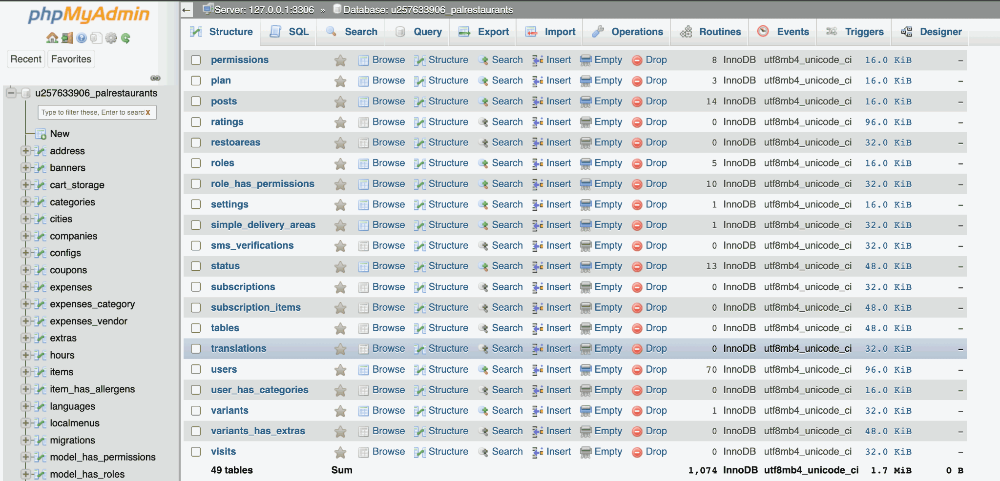 phpMyAdmin
Recent Favorites
u257633906_palrestaurants
Type to filter these, Enter to searc X
New
address
banners
cart_storage
categories
cities
companies
configs
coupons
expenses
expenses_category
expenses_vendor
extras
hours
items
item_has_allergens
languages
localmenus
migrations
model_has_permissions
model_has_roles
Server: 127.0.0.1:3306 » Database: u257633906_palrestaurants
Structure SQL Search Query Export Import Operations Routines Events Triggers Designer
permissions Browse Structure Search Insert Empty Drop 8 InnoDB utf8mb4_unicode_ci 16.0 KiB –
plan Browse Structure Search Insert Empty Drop 3 InnoDB utf8mb4_unicode_ci 16.0 KiB –
posts Browse Structure Search Insert Empty Drop 14 InnoDB utf8mb4_unicode_ci 16.0 KiB –
ratings Browse Structure Search Insert Empty Drop 0 InnoDB utf8mb4_unicode_ci 96.0 KiB –
restoareas Browse Structure Search Insert Empty Drop 0 InnoDB utf8mb4_unicode_ci 32.0 KiB –
roles Browse Structure Search Insert Empty Drop 5 InnoDB utf8mb4_unicode_ci 16.0 KiB –
role_has_permissions Browse Structure Search Insert Empty Drop 10 InnoDB utf8mb4_unicode_ci 32.0 KiB –
settings Browse Structure Search Insert Empty Drop 1 InnoDB utf8mb4_unicode_ci 16.0 KiB –
simple_delivery_areas Browse Structure Search Insert Empty Drop 1 InnoDB utf8mb4_unicode_ci 32.0 KiB –
sms_verifications Browse Structure Search Insert Empty Drop 0 InnoDB utf8mb4_unicode_ci 32.0 KiB –
status Browse Structure Search Insert Empty Drop 13 InnoDB utf8mb4_unicode_ci 48.0 KiB –
subscriptions Browse Structure Search Insert Empty Drop 0 InnoDB utf8mb4_unicode_ci 32.0 KiB –
subscription_items Browse Structure Search Insert Empty Drop 0 InnoDB utf8mb4_unicode_ci 48.0 KiB –
tables Browse Structure Search Insert Empty Drop 0 InnoDB utf8mb4_unicode_ci 48.0 KiB –
translations Browse Structure Search Insert Empty Drop 0 InnoDB utf8mb4_unicode_ci 32.0 KiB –
users Browse Structure Search Insert Empty Drop 70 InnoDB utf8mb4_unicode_ci 96.0 KiB –
user_has_categories Browse Structure Search Insert Empty Drop 0 InnoDB utf8mb4_unicode_ci 16.0 KiB –
variants Browse Structure Search Insert Empty Drop 1 InnoDB utf8mb4_unicode_ci 32.0 KiB –
variants_has_extras Browse Structure Search Insert Empty Drop 0 InnoDB utf8mb4_unicode_ci 48.0 KiB –
visits Browse Structure Search Insert Empty Drop 0 InnoDB utf8mb4_unicode_ci 32.0 KiB –
49 tables Sum 1,074 InnoDB utf8mb4_unicode_ci 1.7 MiB 0 B